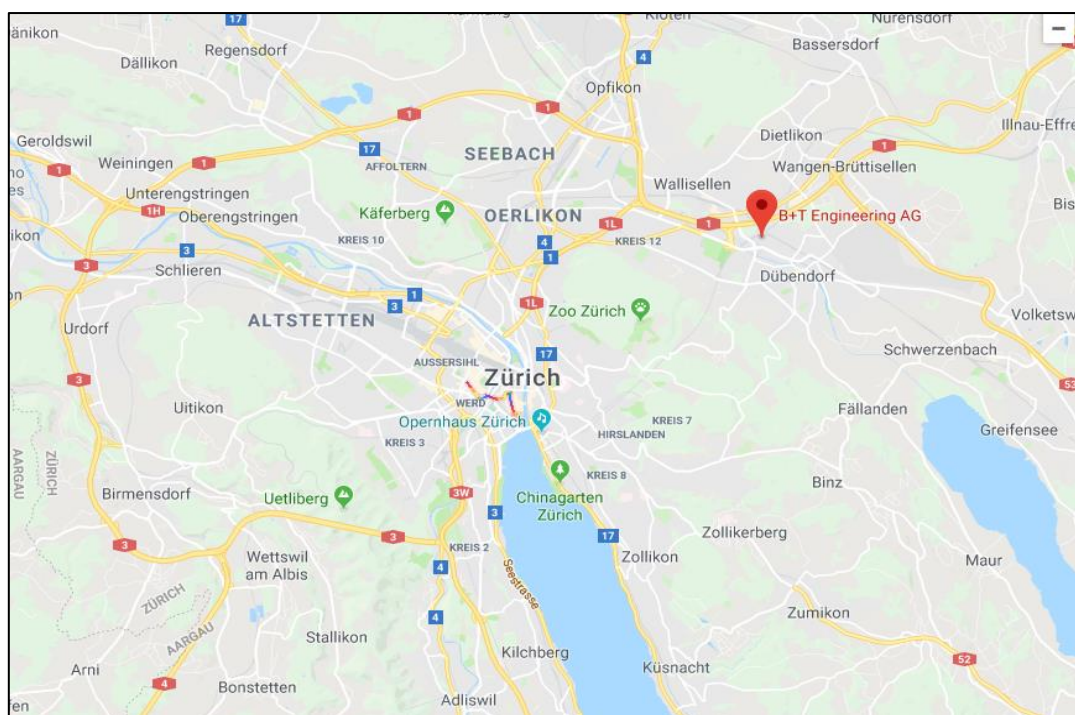 änikon
17
Regensdorf
Kloten
Nürensdorf
Bassersdorf
Dällikon
4
Opfikon
1
Geroldswil
Weiningen
1
17
AFFOLTERN
SEEBACH
1
Dietlikon
1
Illnau-Effre
1
Unterengstringen
1H
Oberengstringen
Käferberg
OERLIKON
Wallisellen
Wangen-Brüttisellen
Bis
ikon
3
3
Schlieren
KREIS 10
4
1
1L
KREIS 12
1
B+T Engineering AG
Dübendorf
Urdorf
ALTSTETTEN
3
1
1L
Zoo Zürich
Volketsw
3
AUSSERSIHL
17
Schwerzenbach
53
Zürich
WERD
Uitikon
Opernhaus Zürich
KREIS 3
KREIS 7
HIRSLANDEN
Fällanden
Greifensee
AARGAU
ZÜRICH
Birmensdorf
Uetliberg
3W
KREIS 8
Chinagarten
Zürich
Binz
3
3
3
17
Zollikerberg
Wettswil
am Albis
KREIS 2
4
Zollikon
Maur
ZÜRICH
AARGAU
Seestrasse
4
Zumikon
Stallikon
Kilchberg
Küsnacht
52
Arni
4
Bonstetten
Adliswil
fen